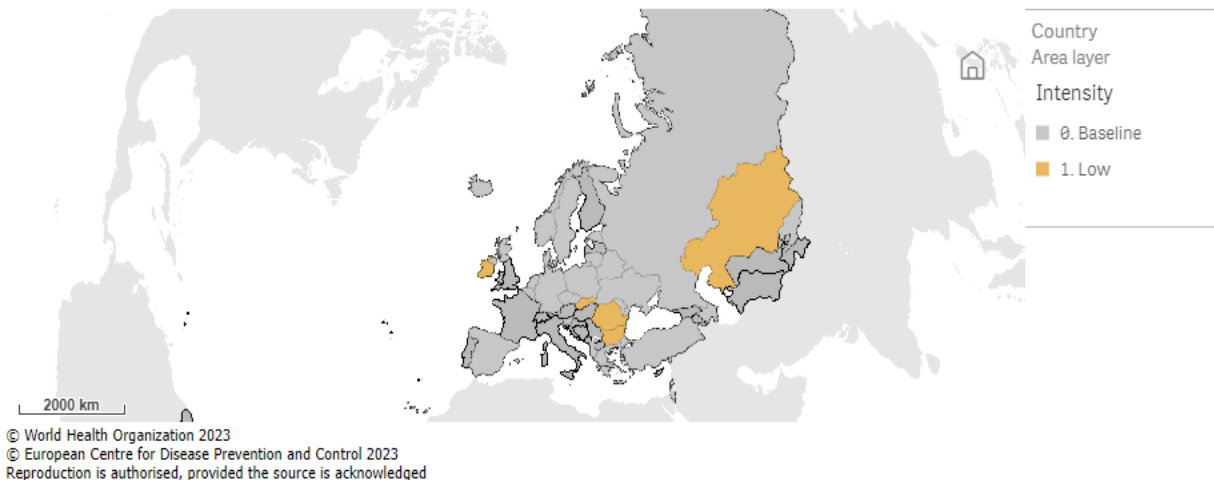 Country
Area layer
Intensity
0. Baseline
1. Low
2000 km
© World Health Organization 2023
© European Centre for Disease Prevention and Control 2023
Reproduction is authorised, provided the source is acknowledged